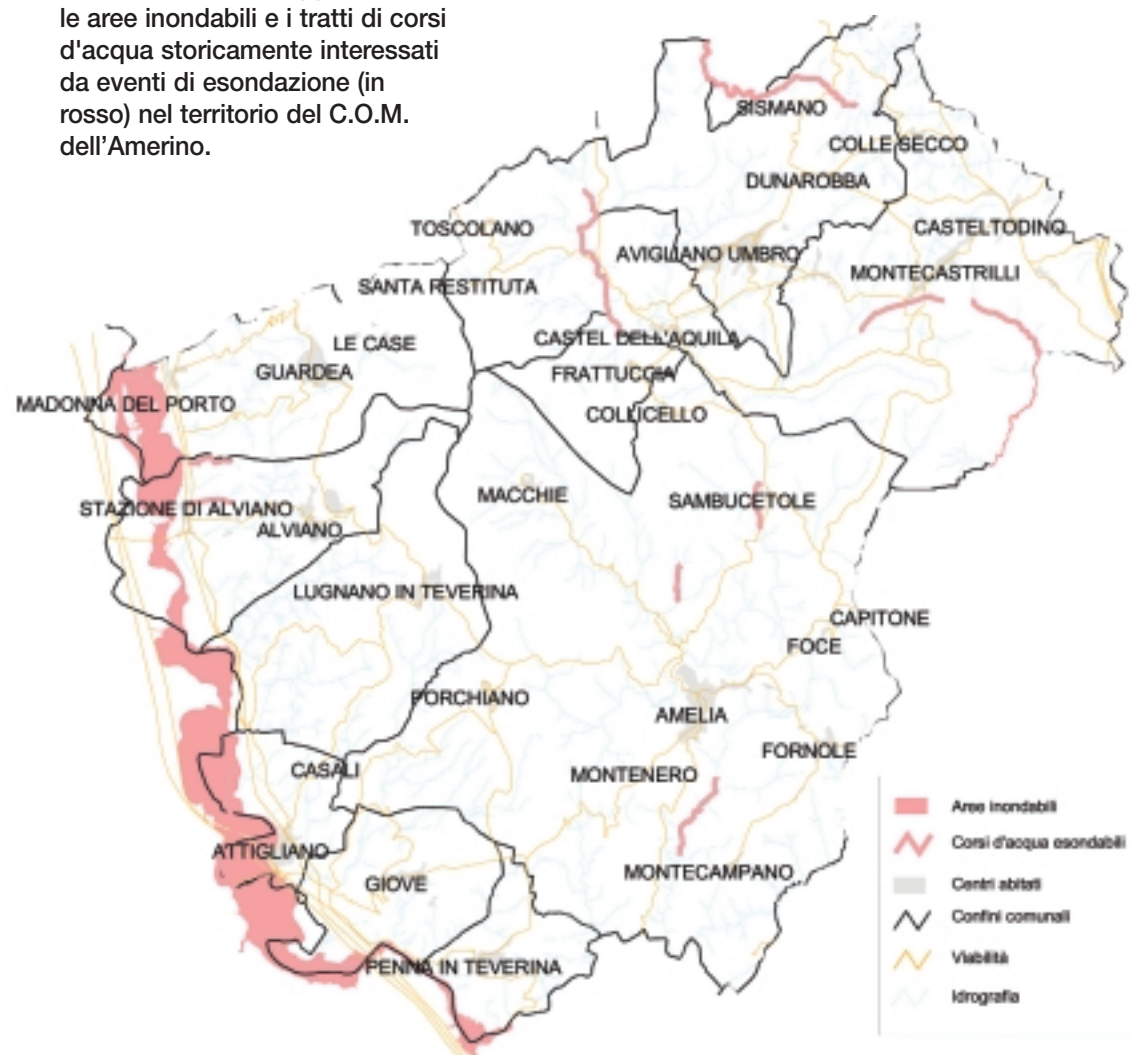 le aree inondabili e i tratti di corsi
d'acqua storicamente interessati
da eventi di esondazione (in
rosso) nel territorio del C.O.M.
dell'Amerino.
SISMANO
COLLE SECCO
DUNAROBBA
TOSCOLANO
CASTELTODINO
AVIGLIANO UMBRO
MONTECASTRILLI
SANTA RESTITUTA
LE CASE
CASTEL DELL'AQUILA
GUARDEA
FRATTUCCIA
MADONNA DEL PORTO
COLLICELLO
MACCHIE
SAMBUCETOLE
STAZIONE DI ALVIANO
ALVIANO
LUGNANO IN TEVERINA
CAPITONE
FOCE
PORCHIANO
AMELIA
FORNOLE
CASALI
MONTENERO
ATTIGLIANO
MONTECAMPANO
GIOVE
PENNA IN TEVERINA
Aree inondabili
Corsi d'acqua esondabili
Centri abitati
Confini comunali
Viabilità
Idrografia